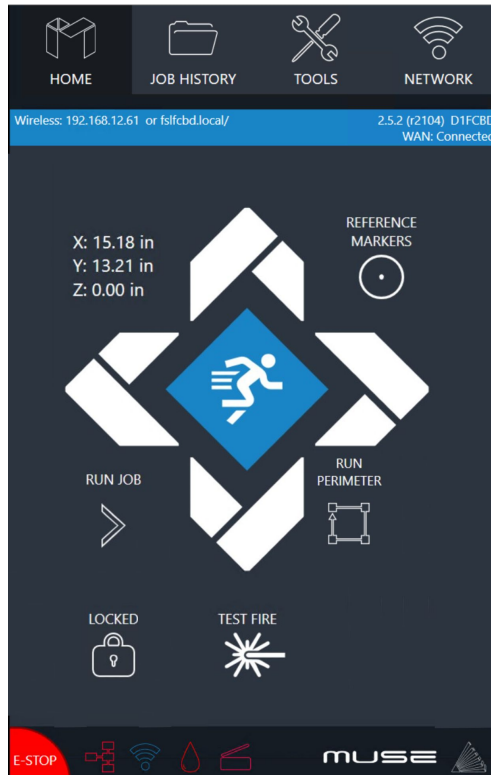 HOME
JOB HISTORY
TOOLS
NETWORK
Wireless: 192.168.12.61 or fslfcbd.local/
2.5.2 (r2104) D1FCBD
WAN: Connected
X: 15.18 in
Y: 13.21 in
Z: 0.00 in
REFERENCE
MARKERS
RUN JOB
RUN
PERIMETER
LOCKED
TEST FIRE
E-STOP
MUSE